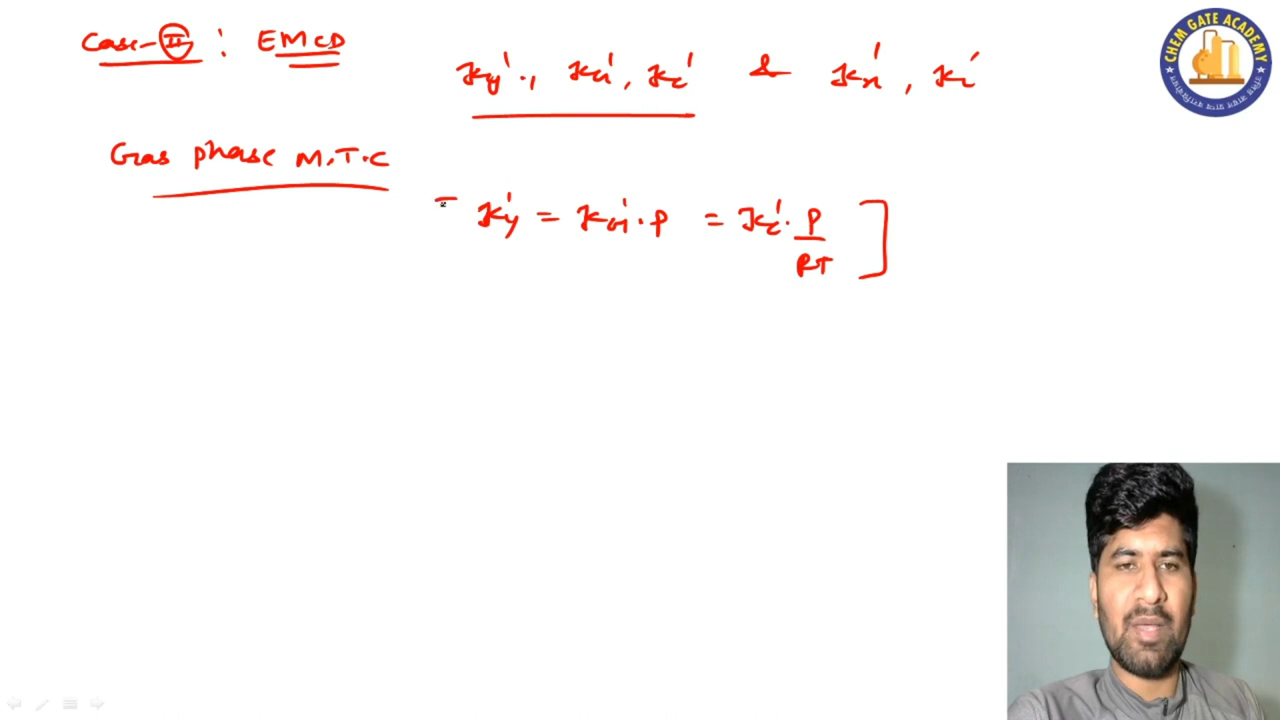 Case-II : EMCD
Ky'., KG', Kc' & Kx', KL'
Gas phase M.T.C
Ky' = KG'.P = Kc'. P/RT ]
CHEM GATE ACADEMY